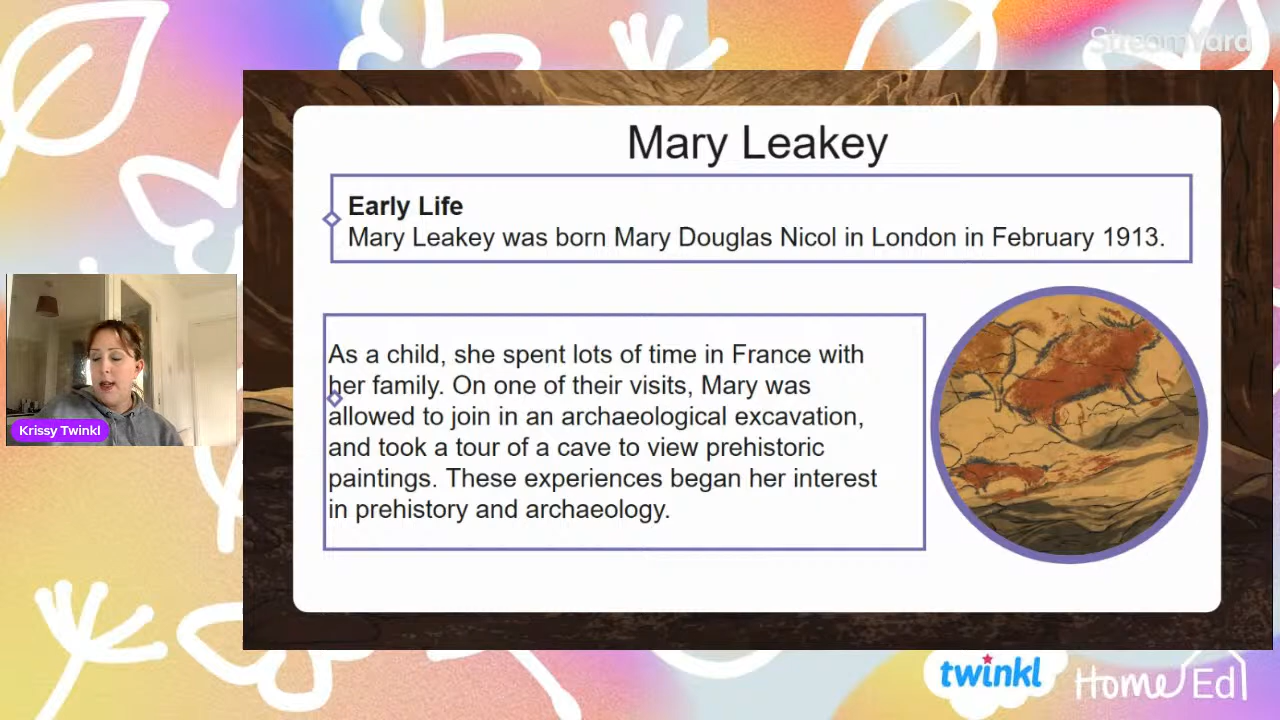 StreamYard
Mary Leakey
Early Life
Mary Leakey was born Mary Douglas Nicol in London in February 1913.
As a child, she spent lots of time in France with
her family. On one of their visits, Mary was
allowed to join in an archaeological excavation,
and took a tour of a cave to view prehistoric
paintings. These experiences began her interest
in prehistory and archaeology.
Krissy Twinkl
twinkl
Home Ed